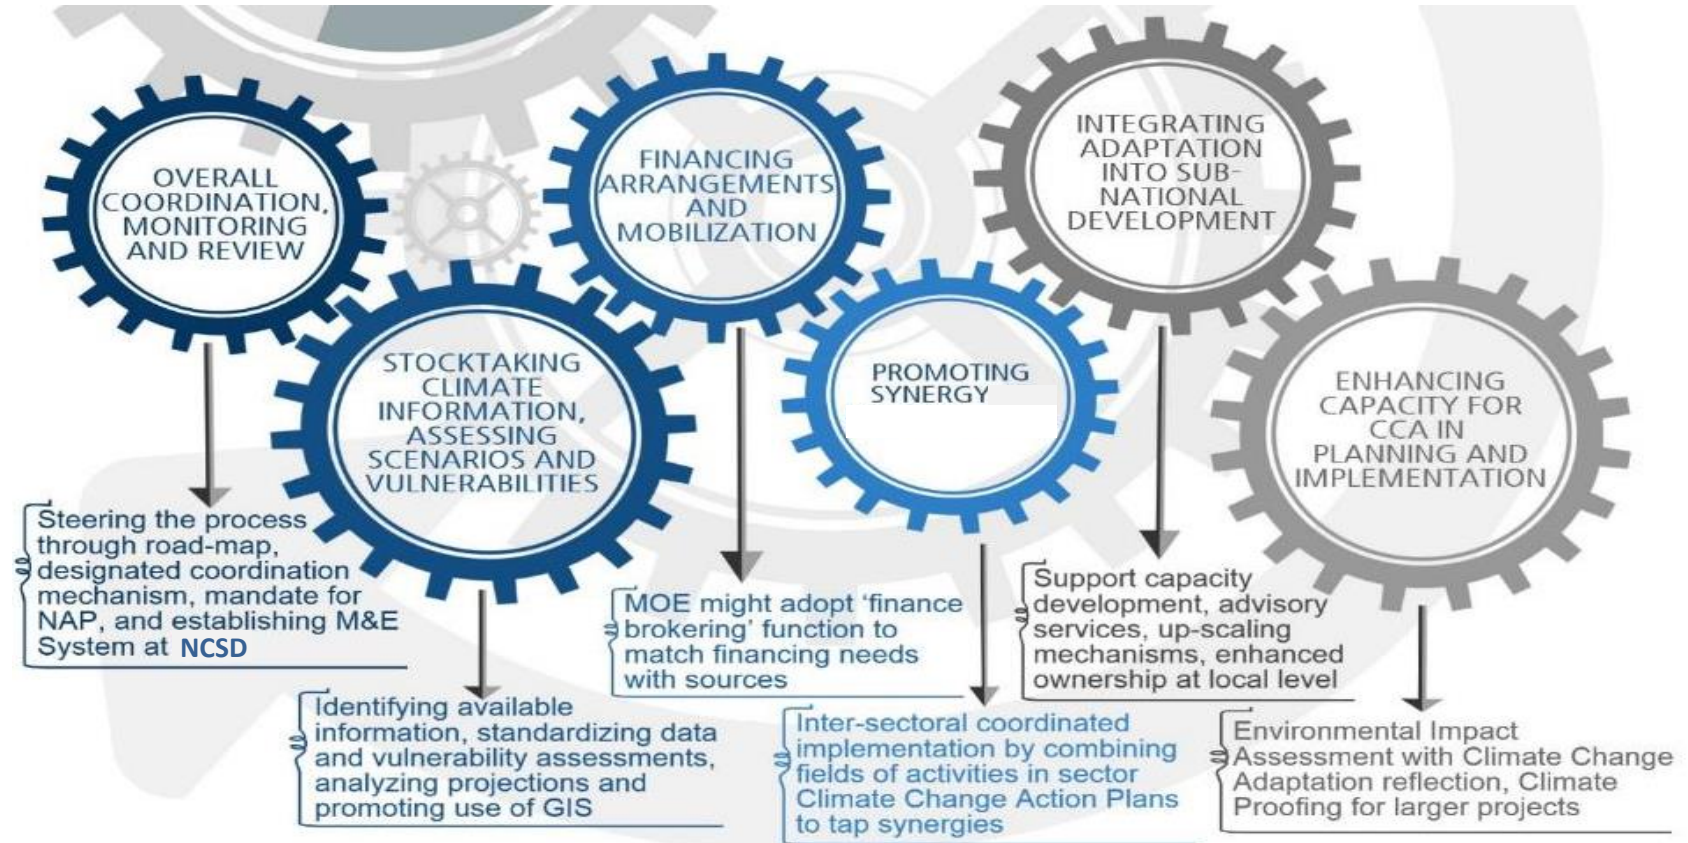 OVERALL
COORDINATION,
MONITORING
AND REVIEW
STOCKTAKING
CLIMATE
INFORMATION,
ASSESSING
SCENARIOS AND
VULNERABILITIES
FINANCING
ARRANGEMENTS
AND
MOBILIZATION
PROMOTING
SYNERGY
INTEGRATING
ADAPTATION
INTO SUB-
NATIONAL
DEVELOPMENT
ENHANCING
CAPACITY FOR
CCA IN
PLANNING AND
IMPLEMENTATION
Steering the process
through road-map,
designated coordination
mechanism, mandate for
NAP, and establishing M&E
System at NCSD
Identifying available
information, standardizing data
and vulnerability assessments,
analyzing projections and
promoting use of GIS
MOE might adopt ‘finance
brokering’ function to
match financing needs
with sources
Inter-sectoral coordinated
implementation by combining
fields of activities in sector
Climate Change Action Plans
to tap synergies
Support capacity
development, advisory
services, up-scaling
mechanisms, enhanced
ownership at local level
Environmental Impact
Assessment with Climate Change
Adaptation reflection, Climate
Proofing for larger projects